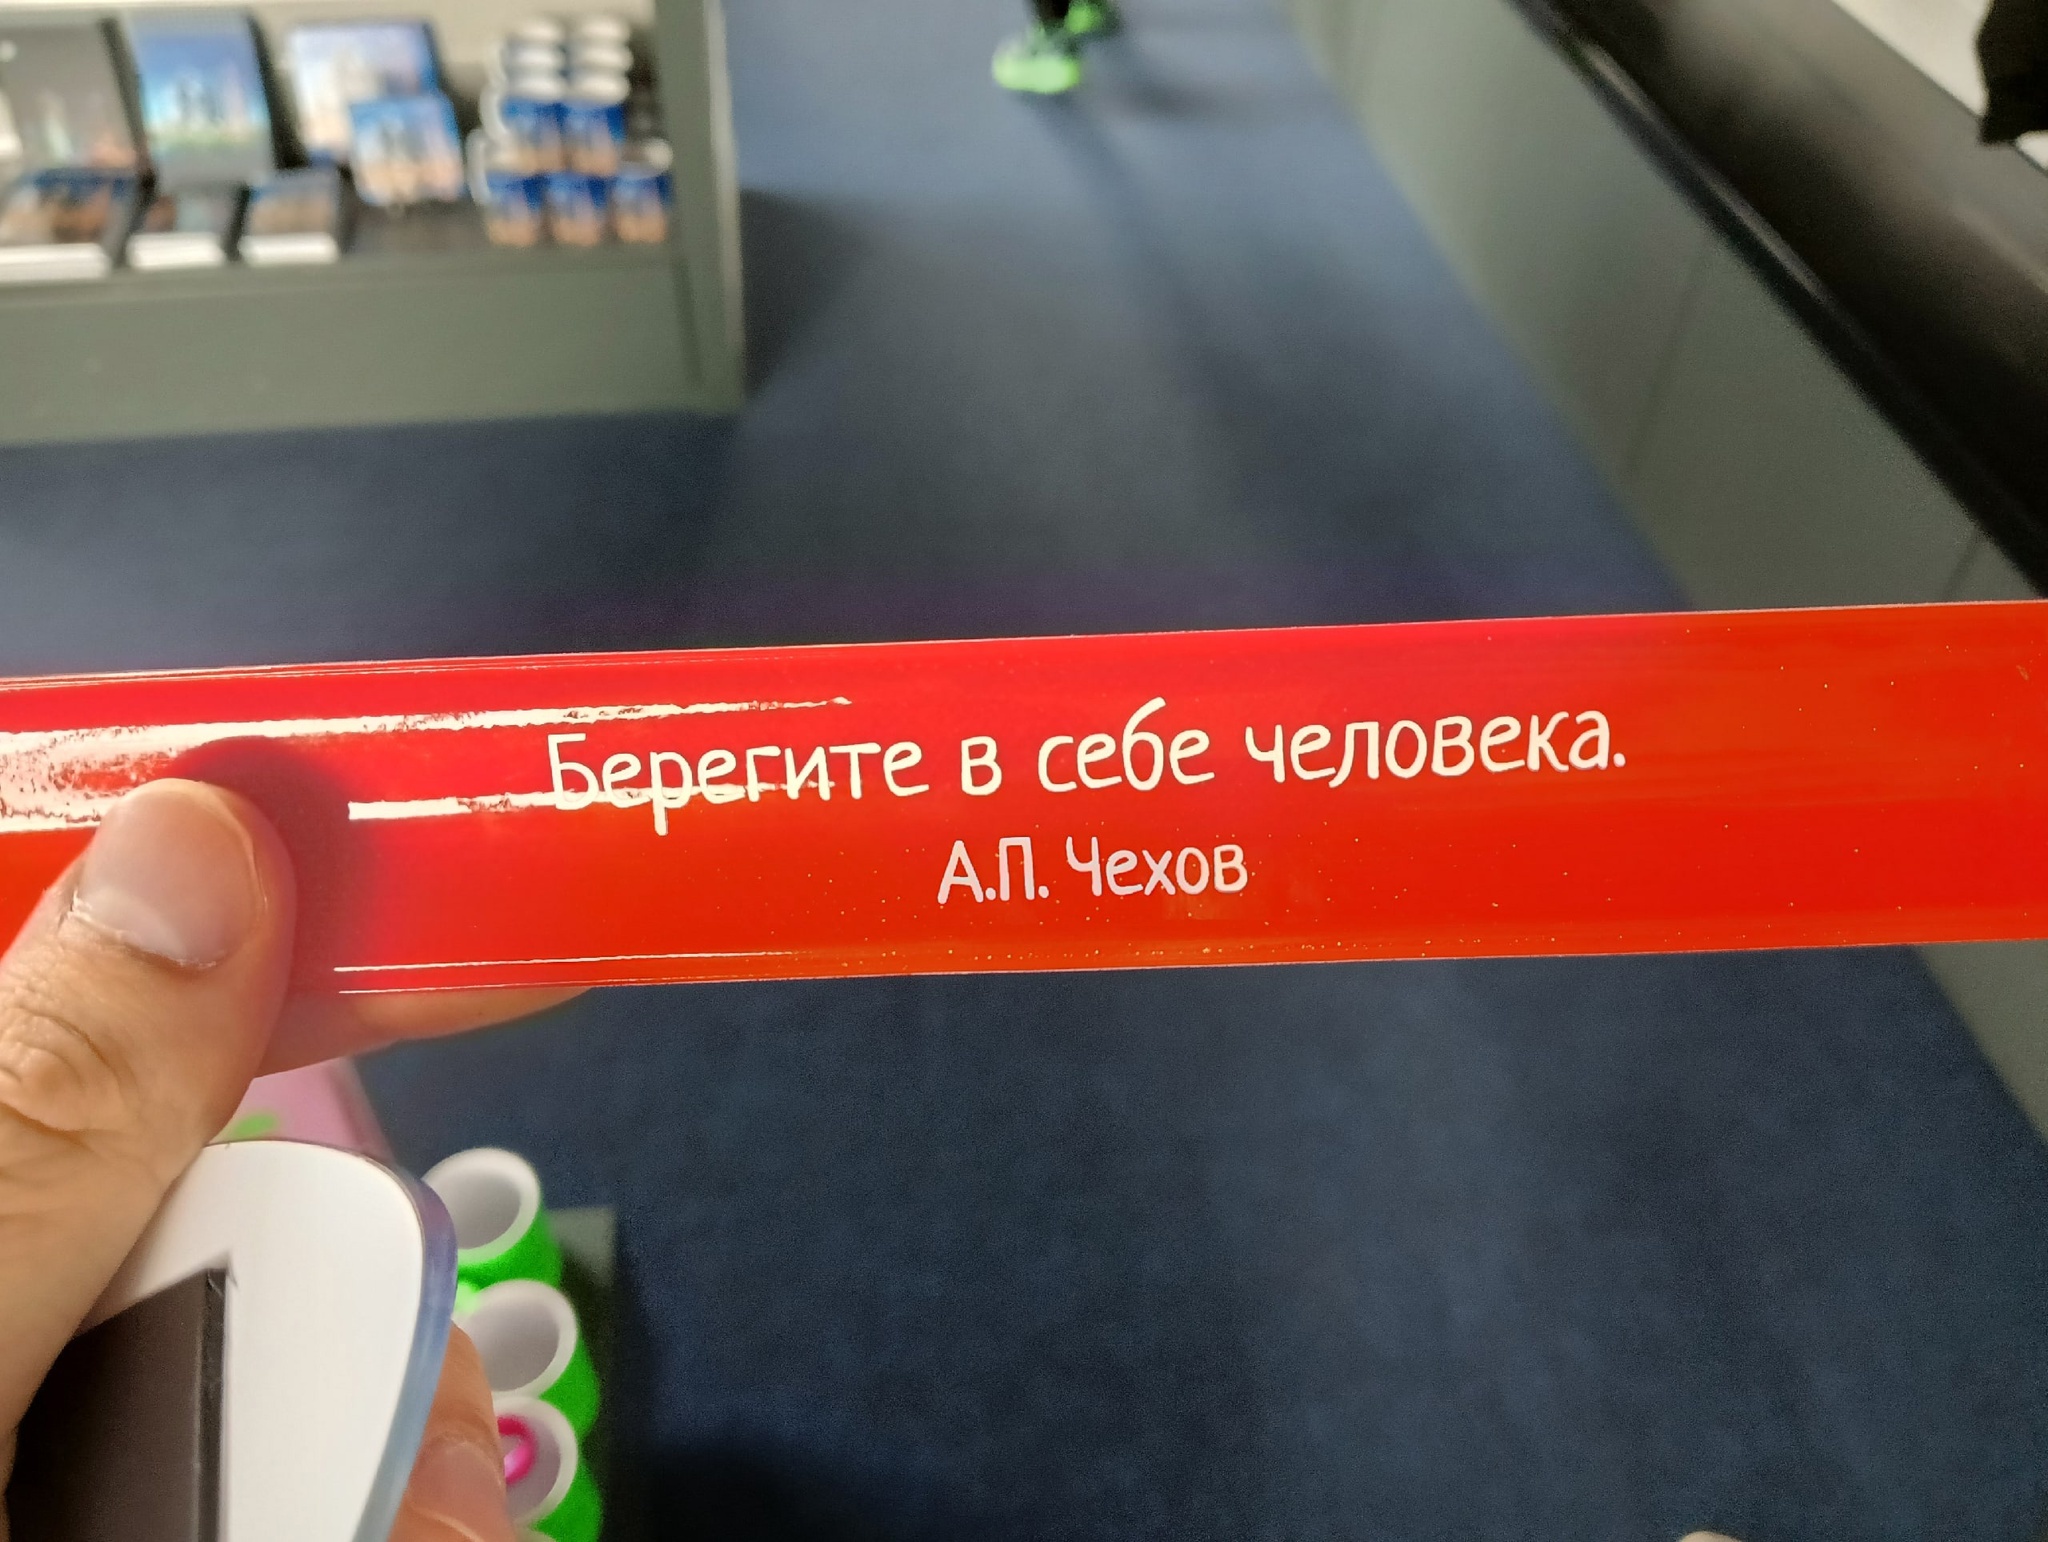 Берегите в себе человека.
А.П. Чехов